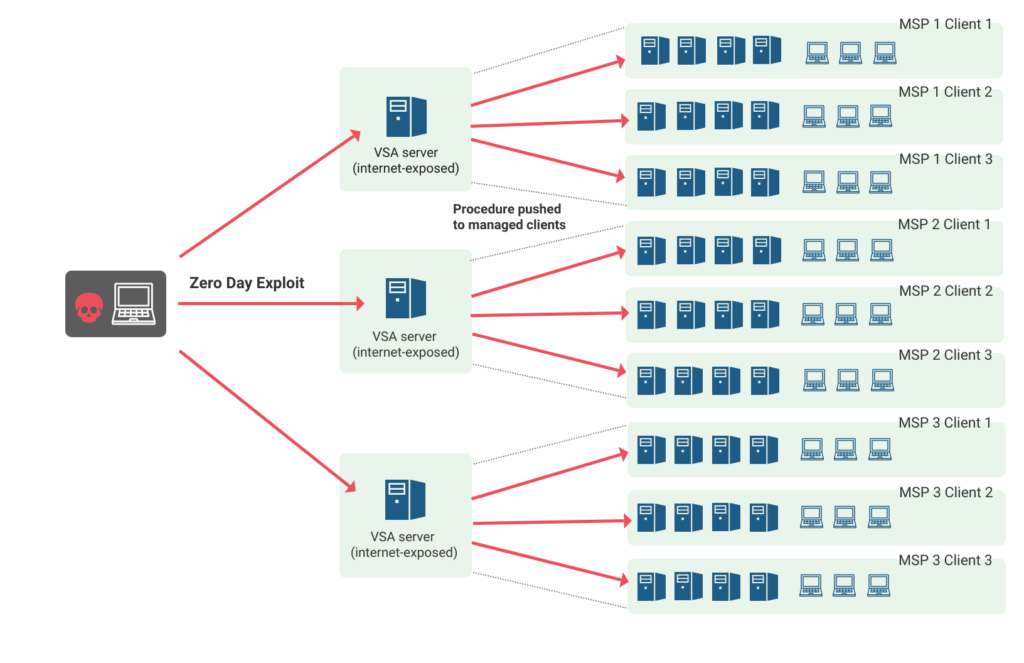 MSP 1 Client 1
MSP 1 Client 2
VSA server
(internet-exposed)
MSP 1 Client 3
Procedure pushed
to managed clients
MSP 2 Client 1
Zero Day Exploit
MSP 2 Client 2
VSA server
(internet-exposed)
MSP 2 Client 3
MSP 3 Client 1
MSP 3 Client 2
VSA server
(internet-exposed)
MSP 3 Client 3